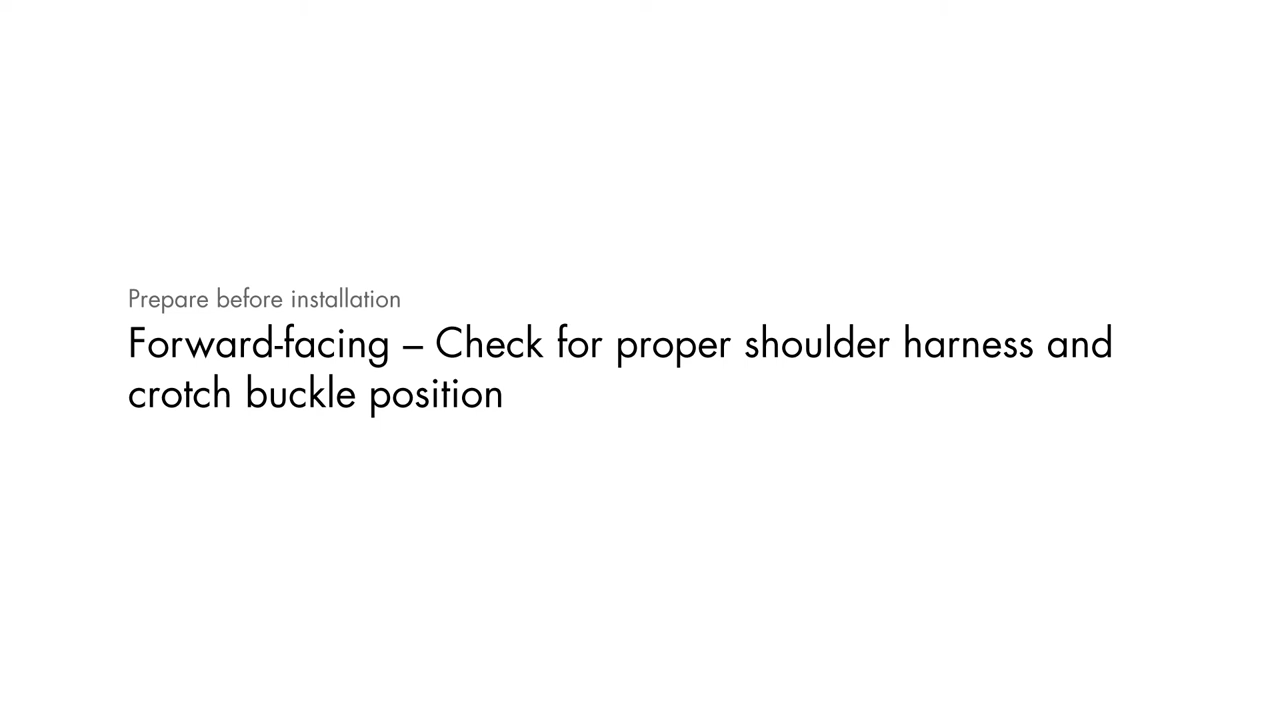 Prepare before installation
Forward-facing – Check for proper shoulder harness and
crotch buckle position